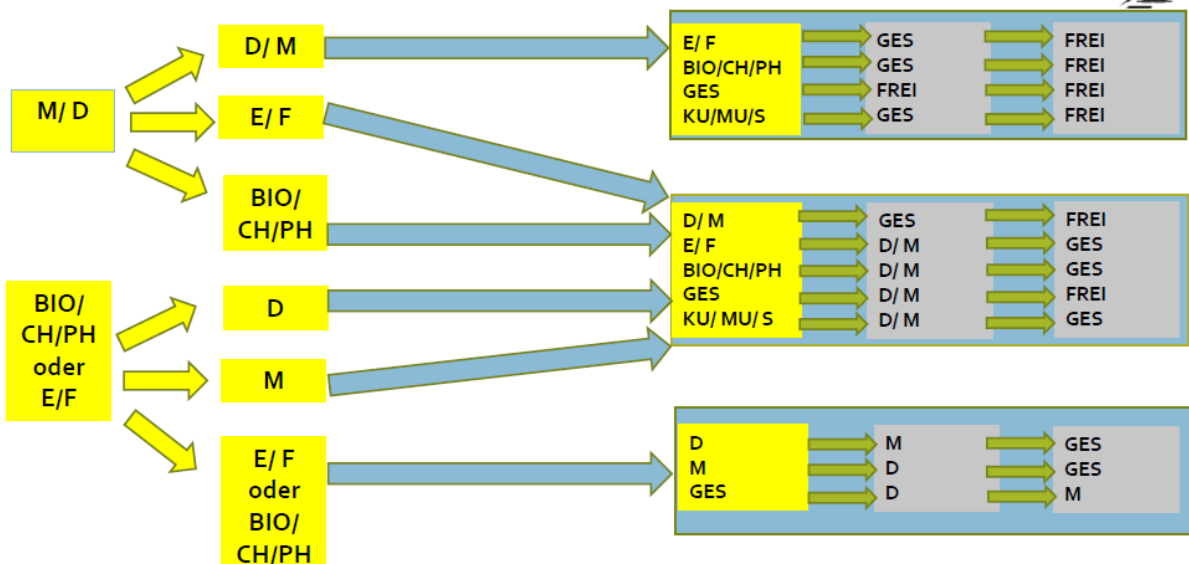 M/ D
BIO/
CH/PH
oder
E/F
D/ M
E/ F
BIO/
CH/PH
D
M
E/ F
oder
BIO/
CH/PH
E/ F GES FREI
BIO/CH/PH GES FREI
GES FREI FREI
KU/MU/S GES FREI
D/ M GES FREI
E/ F D/ M GES
BIO/CH/PH D/ M GES
GES D/ M FREI
KU/ MU/ S D/ M GES
D M GES
M D GES
GES D M